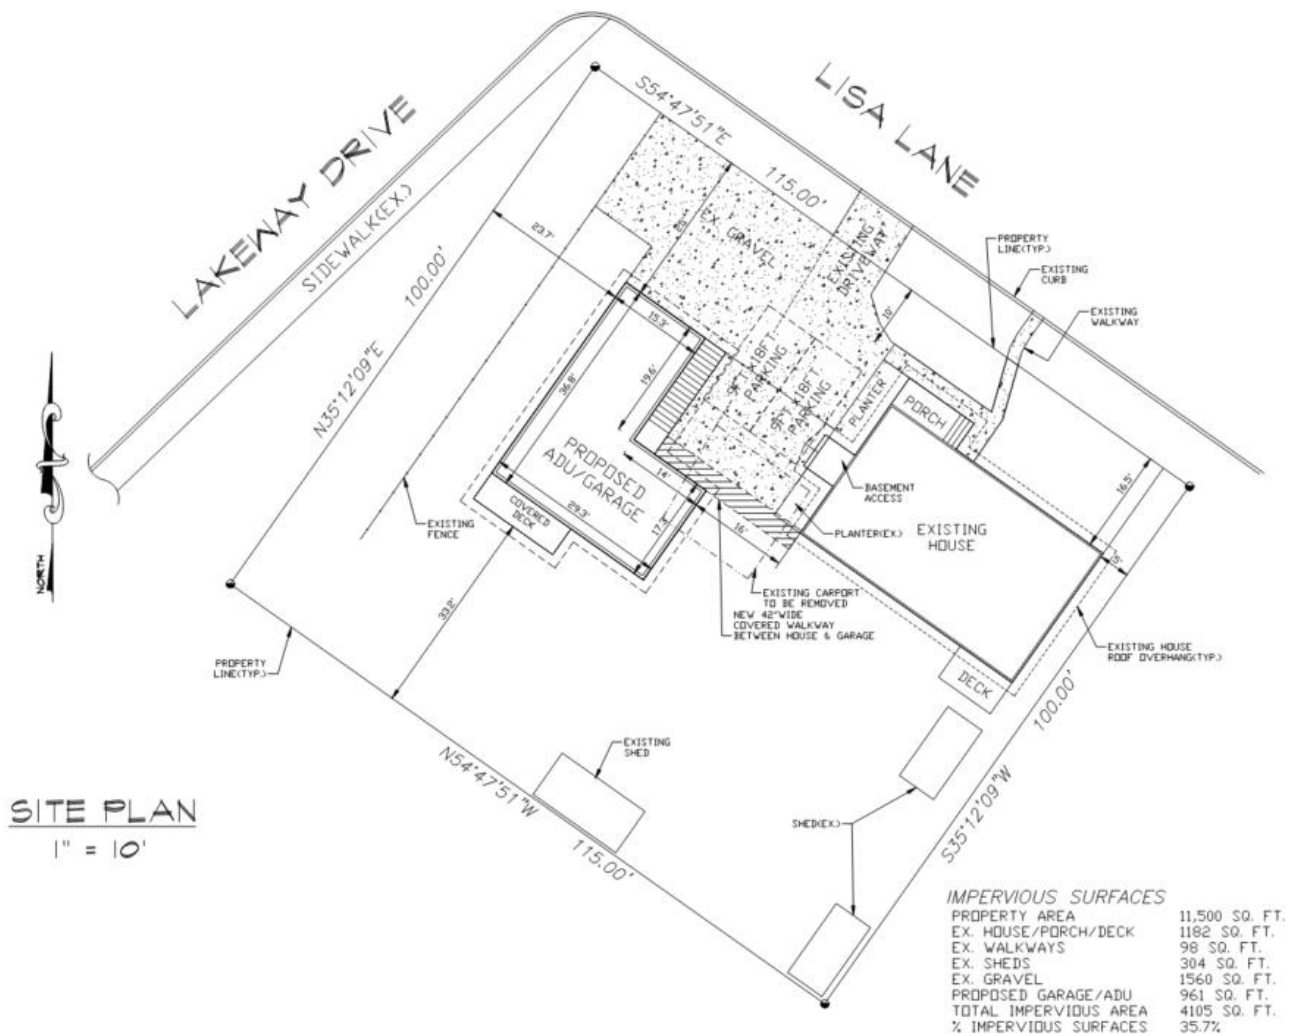 LAKEWAY DRIVE
SIDEWALK(EX.)
LISA LANE
S54°47'51"E
115.00'
N35°12'09"E
100.00'
23.7'
25'
EX. GRAVEL
EXISTING
DRIVEWAY
10'
PROPERTY
LINE(TYP.)
EXISTING
CURB
EXISTING
WALKWAY
15.3'
19.6'
36.8'
9FT X18FT
PARKING
9FT X18FT
PARKING
PLANTER
PORCH
BASEMENT
ACCESS
PLANTER(EX.)
EXISTING
HOUSE
16.5'
5'
PROPOSED
ADU/GARAGE
14'
16'
17.3'
29.3'
COVERED
DECK
EXISTING
FENCE
33.2'
EXISTING CARPORT
TO BE REMOVED
NEW 42"WIDE
COVERED WALKWAY
BETWEEN HOUSE & GARAGE
EXISTING HOUSE
ROOF OVERHANG(TYP.)
DECK
100.00'
S35°12'09"W
NORTH
PROPERTY
LINE(TYP.)
EXISTING
SHED
SHED(EX.)
N54°47'51"W
115.00'
SITE PLAN
1" = 10'
IMPERVIOUS SURFACES
PROPERTY AREA 11,500 SQ. FT.
EX. HOUSE/PORCH/DECK 1182 SQ. FT.
EX. WALKWAYS 98 SQ. FT.
EX. SHEDS 304 SQ. FT.
EX. GRAVEL 1560 SQ. FT.
PROPOSED GARAGE/ADU 961 SQ. FT.
TOTAL IMPERVIOUS AREA 4105 SQ. FT.
% IMPERVIOUS SURFACES 35.7%